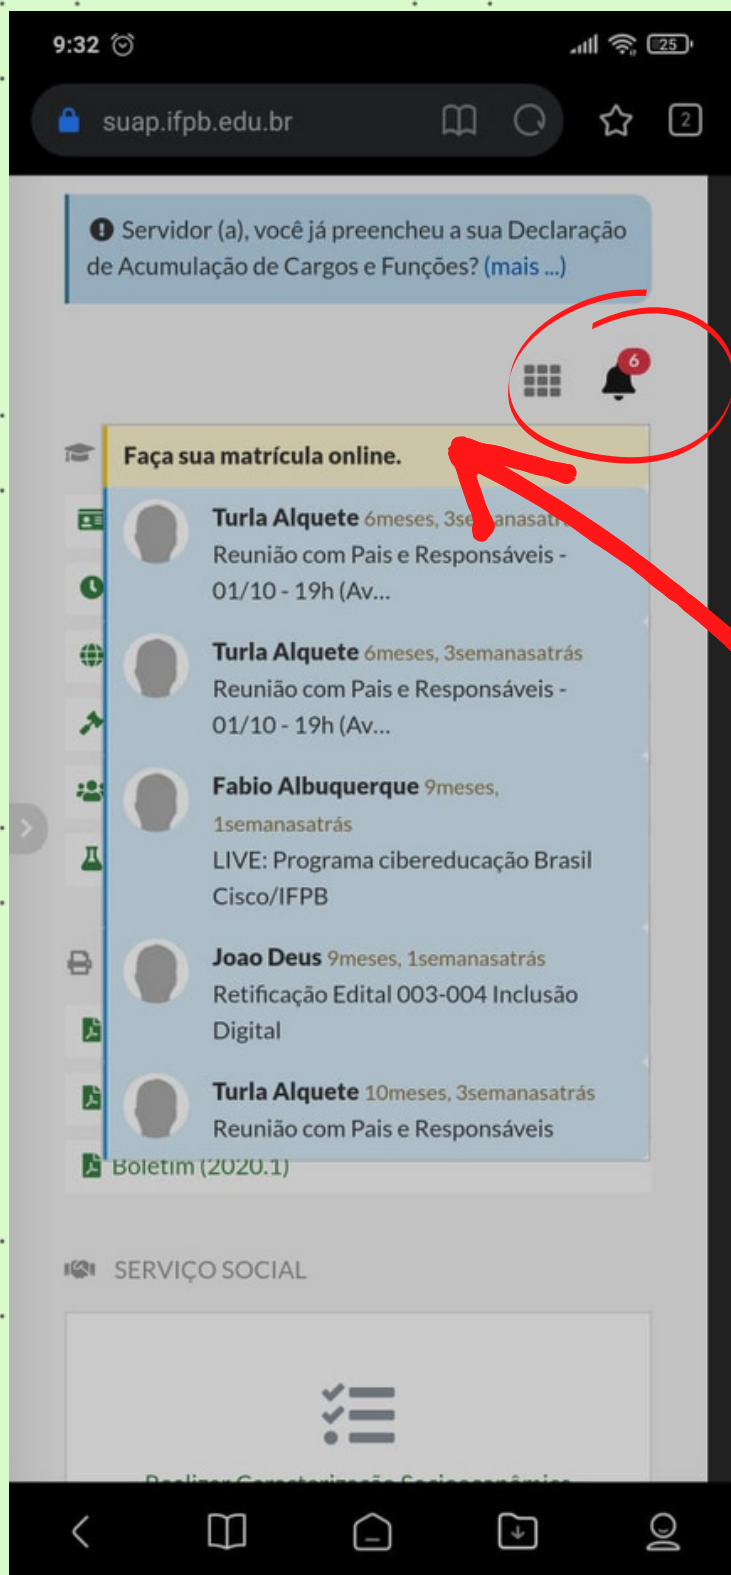 9:32
25
suap.ifpb.edu.br
2
Servidor (a), você já preencheu a sua Declaração
de Acumulação de Cargos e Funções? (mais ...)
6
Faça sua matrícula online.
Turla Alquete 6meses,
Reunião com Pais e Responsáveis -
01/10 - 19h (Av...
Turla Alquete 6meses, 3semanasatrás
Reunião com Pais e Responsáveis -
01/10 - 19h (Av...
Fabio Albuquerque 9meses,
1semanasatrás
LIVE: Programa cibereducação Brasil
Cisco/IFPB
Joao Deus 9meses, 1semanasatrás
Retificação Edital 003-004 Inclusão
Digital
Turla Alquete 10meses, 3semanasatrás
Reunião com Pais e Responsáveis
Boletim (2020.1)
SERVIÇO SOCIAL